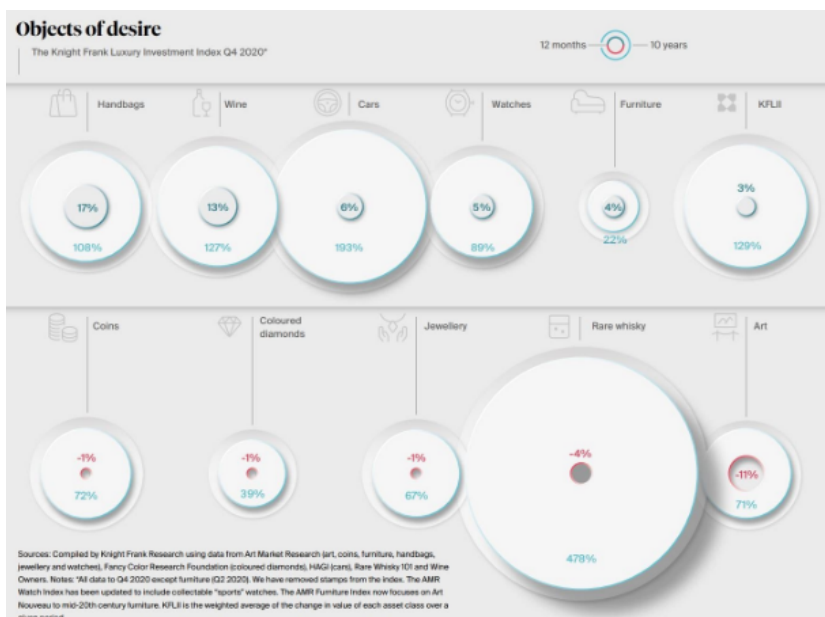 Objects of desire
The Knight Frank Luxury Investment Index Q4 2020*
12 months
10 years
Handbags
Wine
Cars
Watches
Furniture
KFLII
17%
13%
6%
5%
4%
3%
108%
127%
193%
89%
22%
129%
Coins
Coloured
diamonds
Jewellery
Rare whisky
Art
-1%
-1%
-1%
-4%
-11%
72%
39%
67%
478%
71%
Sources: Compiled by Knight Frank Research using data from Art Market Research (art, coins, furniture, handbags,
jewellery and watches), Fancy Color Research Foundation (coloured diamonds), HAGI (cars), Rare Whisky 101 and Wine
Owners. Notes: *All data to Q4 2020 except furniture (Q2 2020). We have removed stamps from the index. The AMR
Watch Index has been updated to include collectable "sports" watches. The AMR Furniture Index now focuses on Art
Nouveau to mid-20th century furniture. KFLII is the weighted average of the change in value of each asset class over a